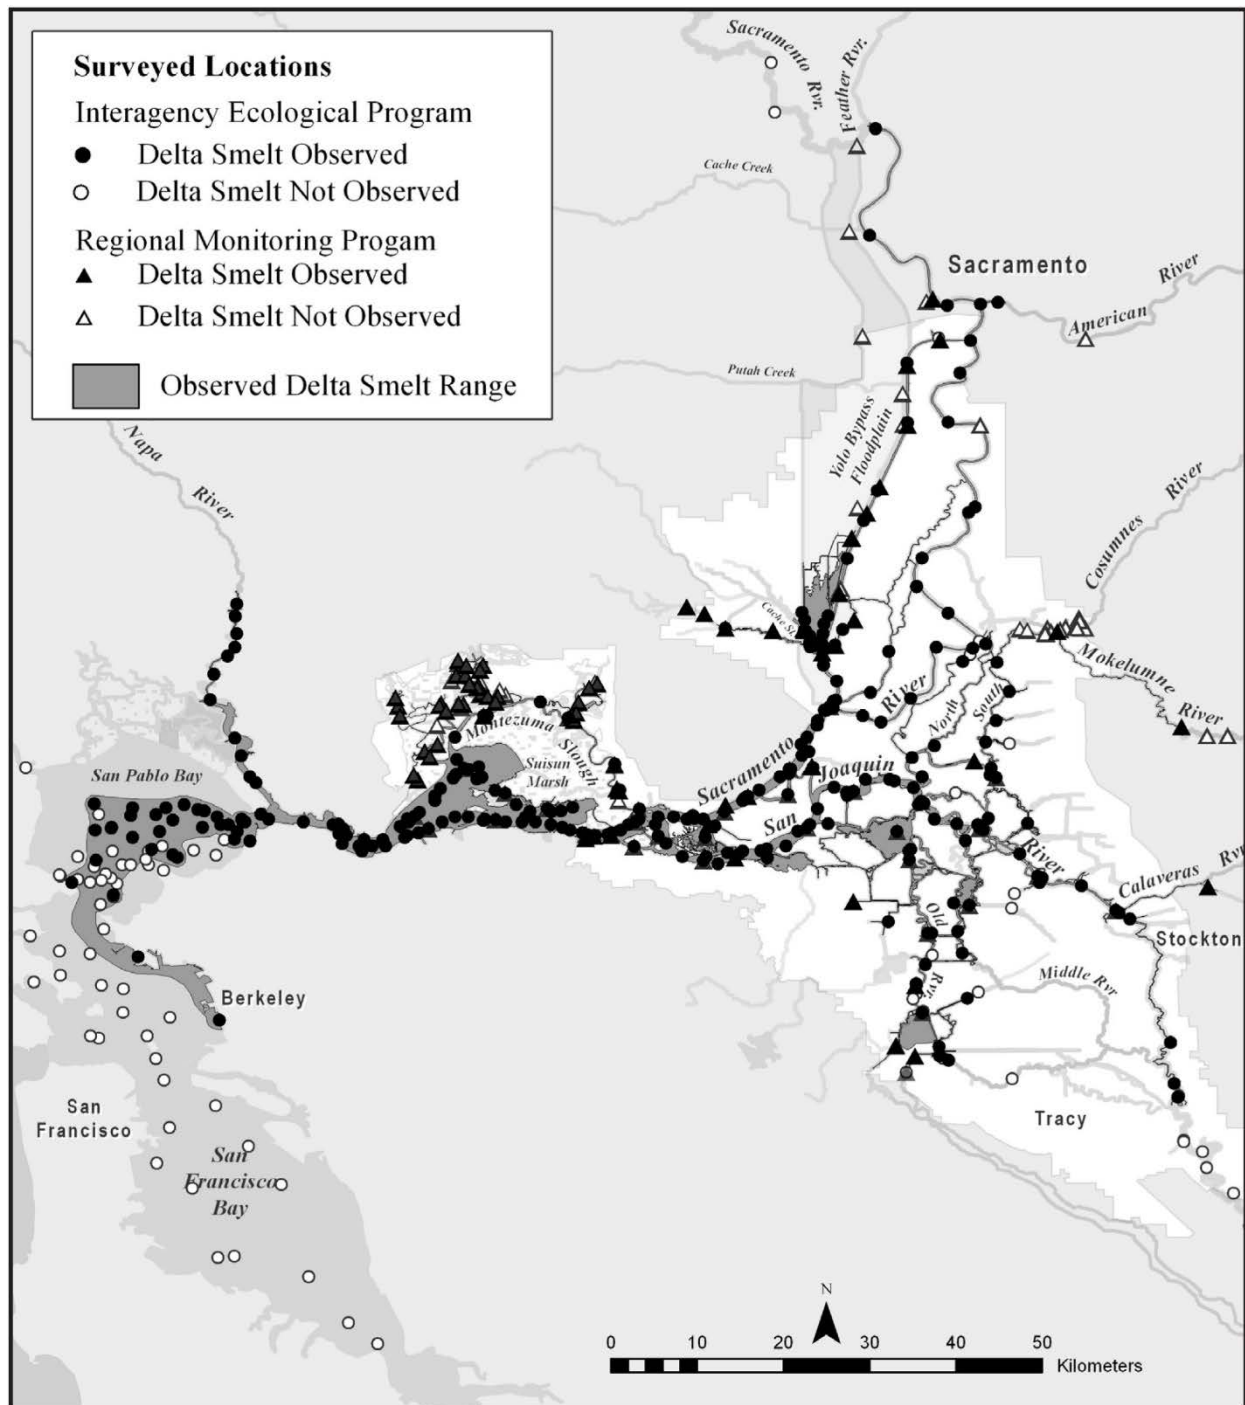 Surveyed Locations
Interagency Ecological Program
Delta Smelt Observed
Delta Smelt Not Observed
Regional Monitoring Progam
Delta Smelt Observed
Delta Smelt Not Observed
Observed Delta Smelt Range
Sacramento Rvr.
Feather Rvr.
Cache Creek
Sacramento
American River
Putah Creek
Yolo Bypass
Floodplain
Napa River
Cosumnes River
Cache Sl.
Mokelumne River
North
South
River
Montezuma Slough
Suisun
Marsh
Sacramento
San Joaquin River
San Pablo Bay
Calaveras Rvr
Stockton
Old Rvr.
Middle Rvr
Berkeley
San
Francisco
Tracy
San
Francisco
Bay
N
0 10 20 30 40 50
Kilometers